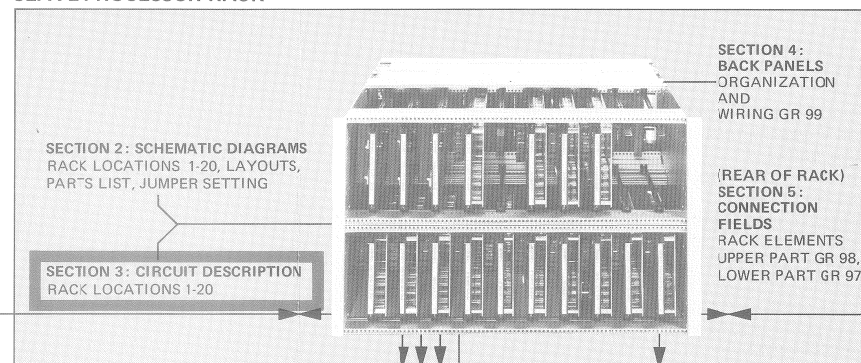 SECTION 4:
BACK PANELS
ORGANIZATION
AND
WIRING GR 99
SECTION 2: SCHEMATIC DIAGRAMS
RACK LOCATIONS 1-20, LAYOUTS,
PARTS LIST, JUMPER SETTING
(REAR OF RACK)
SECTION 5:
CONNECTION
FIELDS
RACK ELEMENTS
UPPER PART GR 98,
LOWER PART GR 97
SECTION 3: CIRCUIT DESCRIPTION
RACK LOCATIONS 1-20